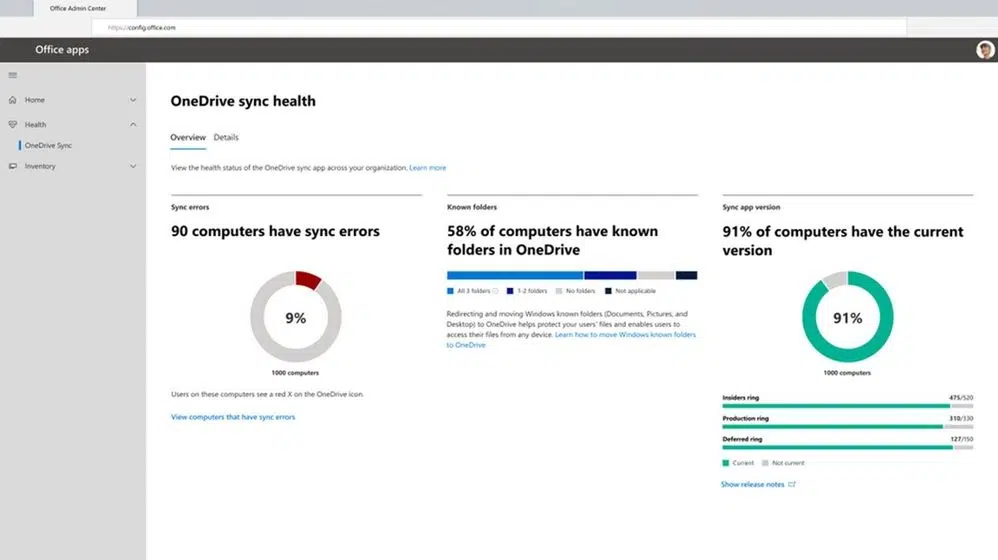 Office Admin Center
https://config.office.com
Office apps
Home
Health
OneDrive Sync
Inventory
OneDrive sync health
Overview Details
View the health status of the OneDrive sync app across your organization. Learn more
Sync errors
90 computers have sync errors
9%
1000 computers
Users on these computers see a red X on the OneDrive icon.
View computers that have sync errors
Known folders
58% of computers have known
folders in OneDrive
All 3 folders 1-2 folders No folders Not applicable
Redirecting and moving Windows known folders (Documents, Pictures, and
Desktop) to OneDrive helps protect your users' files and enables users to
access their files from any device. Learn how to move Windows known folders
to OneDrive
Sync app version
91% of computers have the current
version
91%
1000 computers
Insiders ring 475/520
Production ring 310/330
Deferred ring 127/150
Current Not current
Show release notes